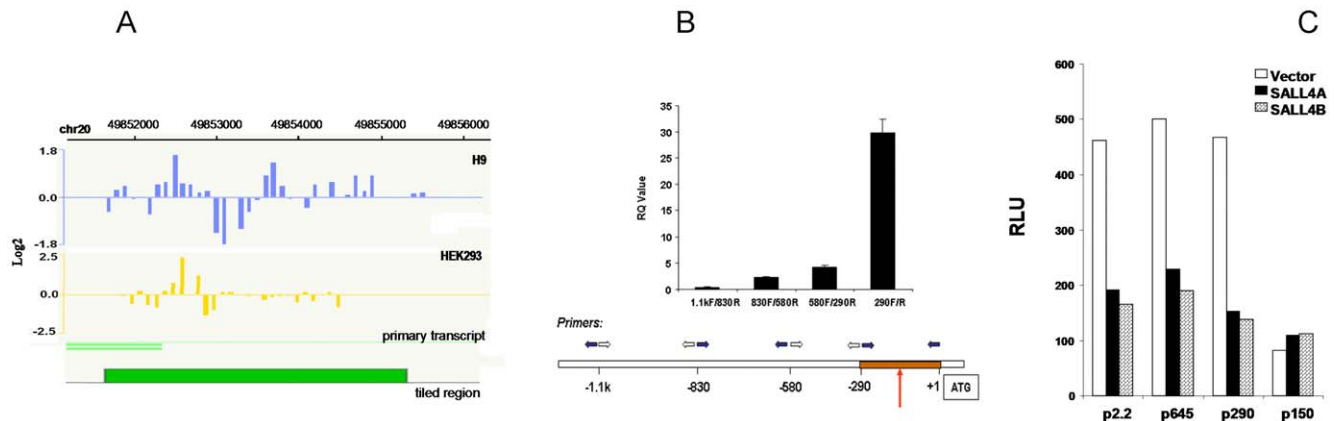 A
B
C
chr20
49852000 49853000 49854000 49855000 49856000
1.8
0.0
-1.8
H9
Log2
2.5
0.0
-2.5
HEK293
primary transcript
tiled region
35
30
25
20
15
10
5
0
RQ Value
1.1kF/830R 830F/580R 580F/290R 290F/R
Primers:
-1.1k -830 -580 -290 +1 ATG
600
500
400
300
200
100
0
RLU
Vector
SALL4A
SALL4B
p2.2 p645 p290 p150